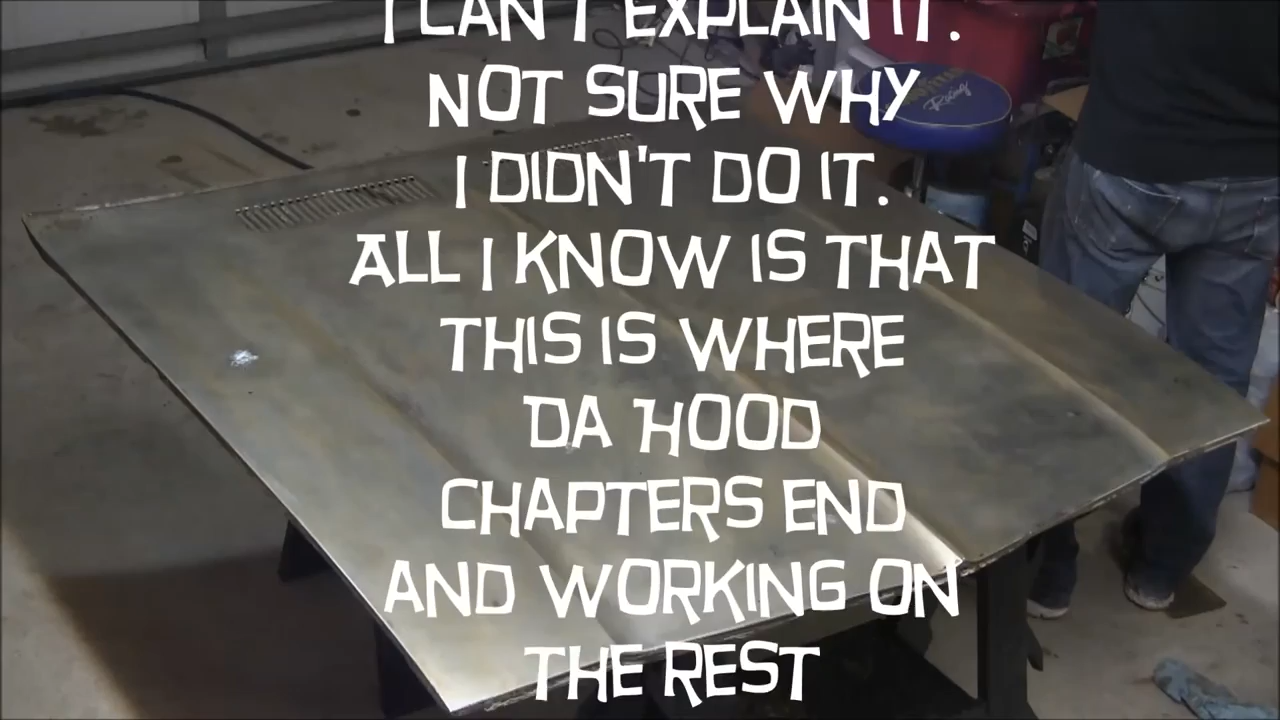 I CAN'T EXPLAIN IT.
NOT SURE WHY
I DIDN'T DO IT.
ALL I KNOW IS THAT
THIS IS WHERE
DA HOOD
CHAPTERS END
AND WORKING ON
THE REST
Racing